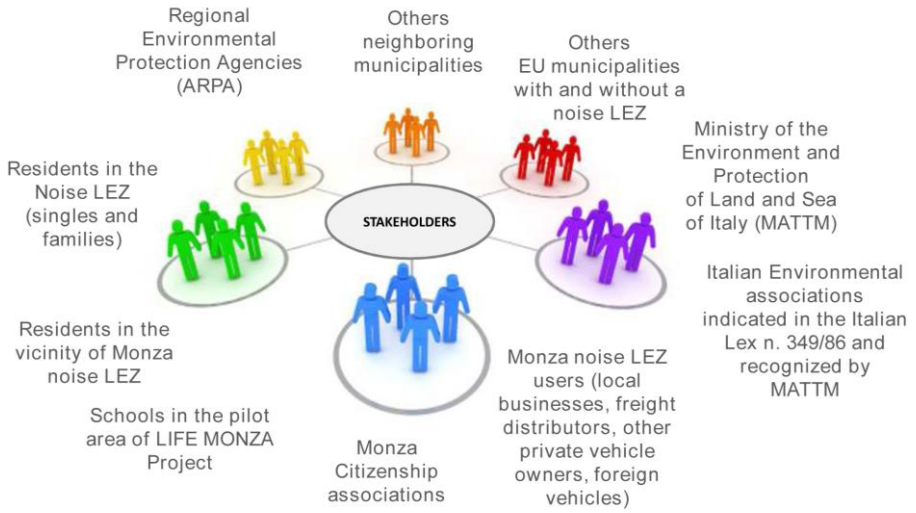 Regional
Environmental
Protection Agencies
(ARPA)
Others
neighboring
municipalities
Others
EU municipalities
with and without a
noise LEZ
Ministry of the
Environment and
Protection
of Land and Sea
of Italy (MATTM)
Residents in the
Noise LEZ
(singles and
families)
STAKEHOLDERS
Italian Environmental
associations
indicated in the Italian
Lex n. 349/86 and
recognized by
MATTM
Residents in the
vicinity of Monza
noise LEZ
Schools in the pilot
area of LIFE MONZA
Project
Monza
Citizenship
associations
Monza noise LEZ
users (local
businesses, freight
distributors, other
private vehicle
owners, foreign
vehicles)